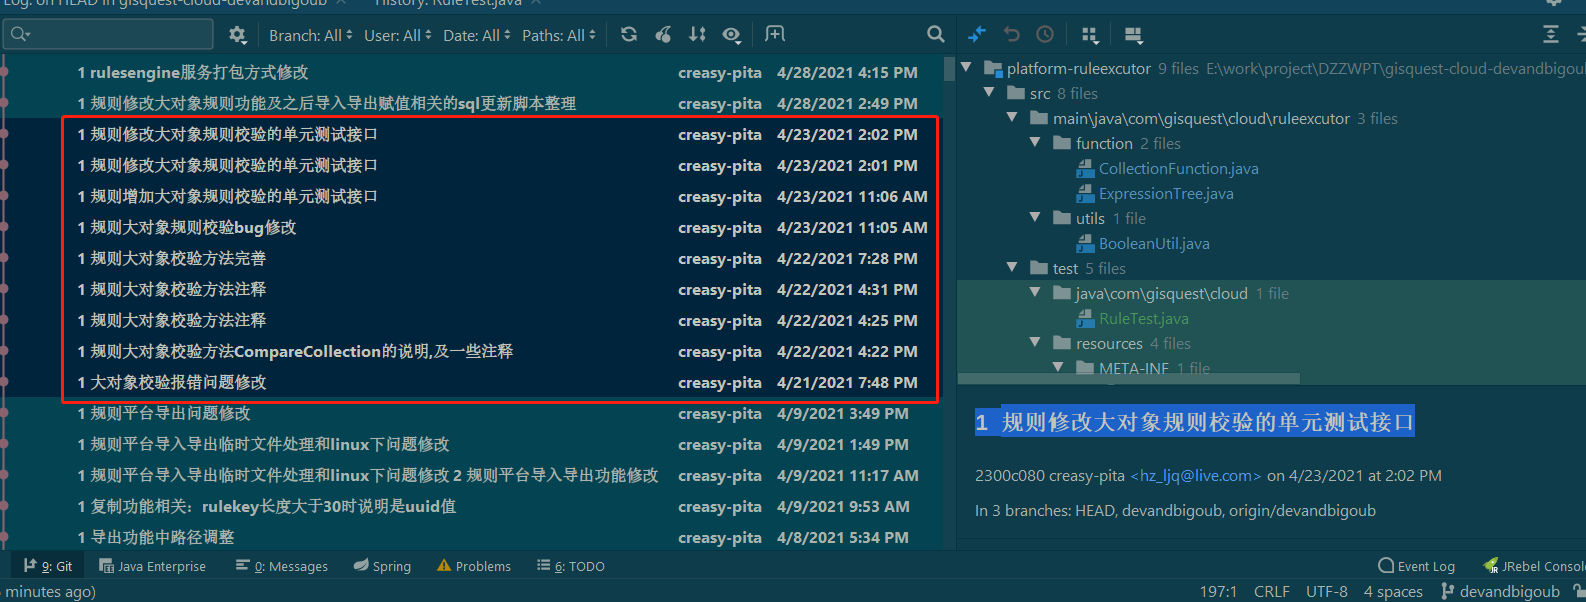 Log: on HEAD in gisquest-cloud-devandbigoub × History: RuleTest.java ×
Branch: All User: All Date: All Paths: All
1 rulesengine服务打包方式修改 creasy-pita 4/28/2021 4:15 PM
1 规则修改大对象规则功能及之后导入导出赋值相关的sql更新脚本整理 creasy-pita 4/28/2021 2:49 PM
1 规则修改大对象规则校验的单元测试接口 creasy-pita 4/23/2021 2:02 PM
1 规则修改大对象规则校验的单元测试接口 creasy-pita 4/23/2021 2:01 PM
1 规则增加大对象规则校验的单元测试接口 creasy-pita 4/23/2021 11:06 AM
1 规则大对象规则校验bug修改 creasy-pita 4/23/2021 11:05 AM
1 规则大对象校验方法完善 creasy-pita 4/22/2021 7:28 PM
1 规则大对象校验方法注释 creasy-pita 4/22/2021 4:31 PM
1 规则大对象校验方法注释 creasy-pita 4/22/2021 4:25 PM
1 规则大对象校验方法CompareCollection的说明,及一些注释 creasy-pita 4/22/2021 4:22 PM
1 大对象校验报错问题修改 creasy-pita 4/21/2021 7:48 PM
1 规则平台导出问题修改 creasy-pita 4/9/2021 3:49 PM
1 规则平台导入导出临时文件处理和linux下问题修改 creasy-pita 4/9/2021 1:49 PM
1 规则平台导入导出临时文件处理和linux下问题修改 2 规则平台导入导出功能修改 creasy-pita 4/9/2021 11:17 AM
1 复制功能相关：rulekey长度大于30时说明是uuid值 creasy-pita 4/9/2021 9:53 AM
1 导出功能中路径调整 creasy-pita 4/8/2021 5:34 PM
platform-ruleexcutor 9 files E:\work\project\DZZWPT\gisquest-cloud-devandbigoub
src 8 files
main\java\com\gisquest\cloud\ruleexcutor 3 files
function 2 files
CollectionFunction.java
ExpressionTree.java
utils 1 file
BooleanUtil.java
test 5 files
java\com\gisquest\cloud 1 file
RuleTest.java
resources 4 files
META-INF 1 file
1 规则修改大对象规则校验的单元测试接口
2300c080 creasy-pita <hz_ljq@live.com> on 4/23/2021 at 2:02 PM
In 3 branches: HEAD, devandbigoub, origin/devandbigoub
9: Git Java Enterprise 0: Messages Spring Problems 6: TODO Event Log JRebel Console
minutes ago) 197:1 CRLF UTF-8 4 spaces devandbigoub